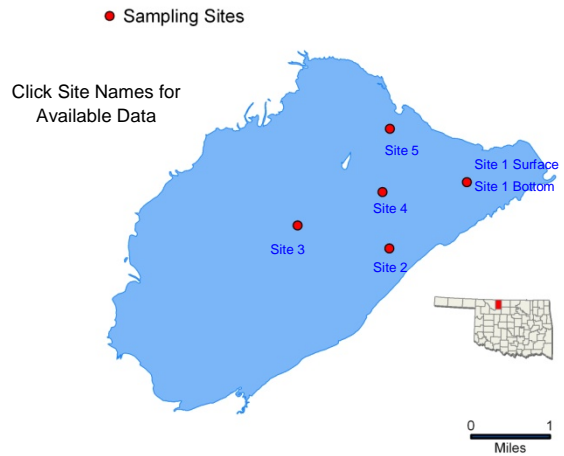 Sampling Sites
Click Site Names for
Available Data
Site 5
Site 1 Surface
Site 1 Bottom
Site 4
Site 3
Site 2
0 1
Miles